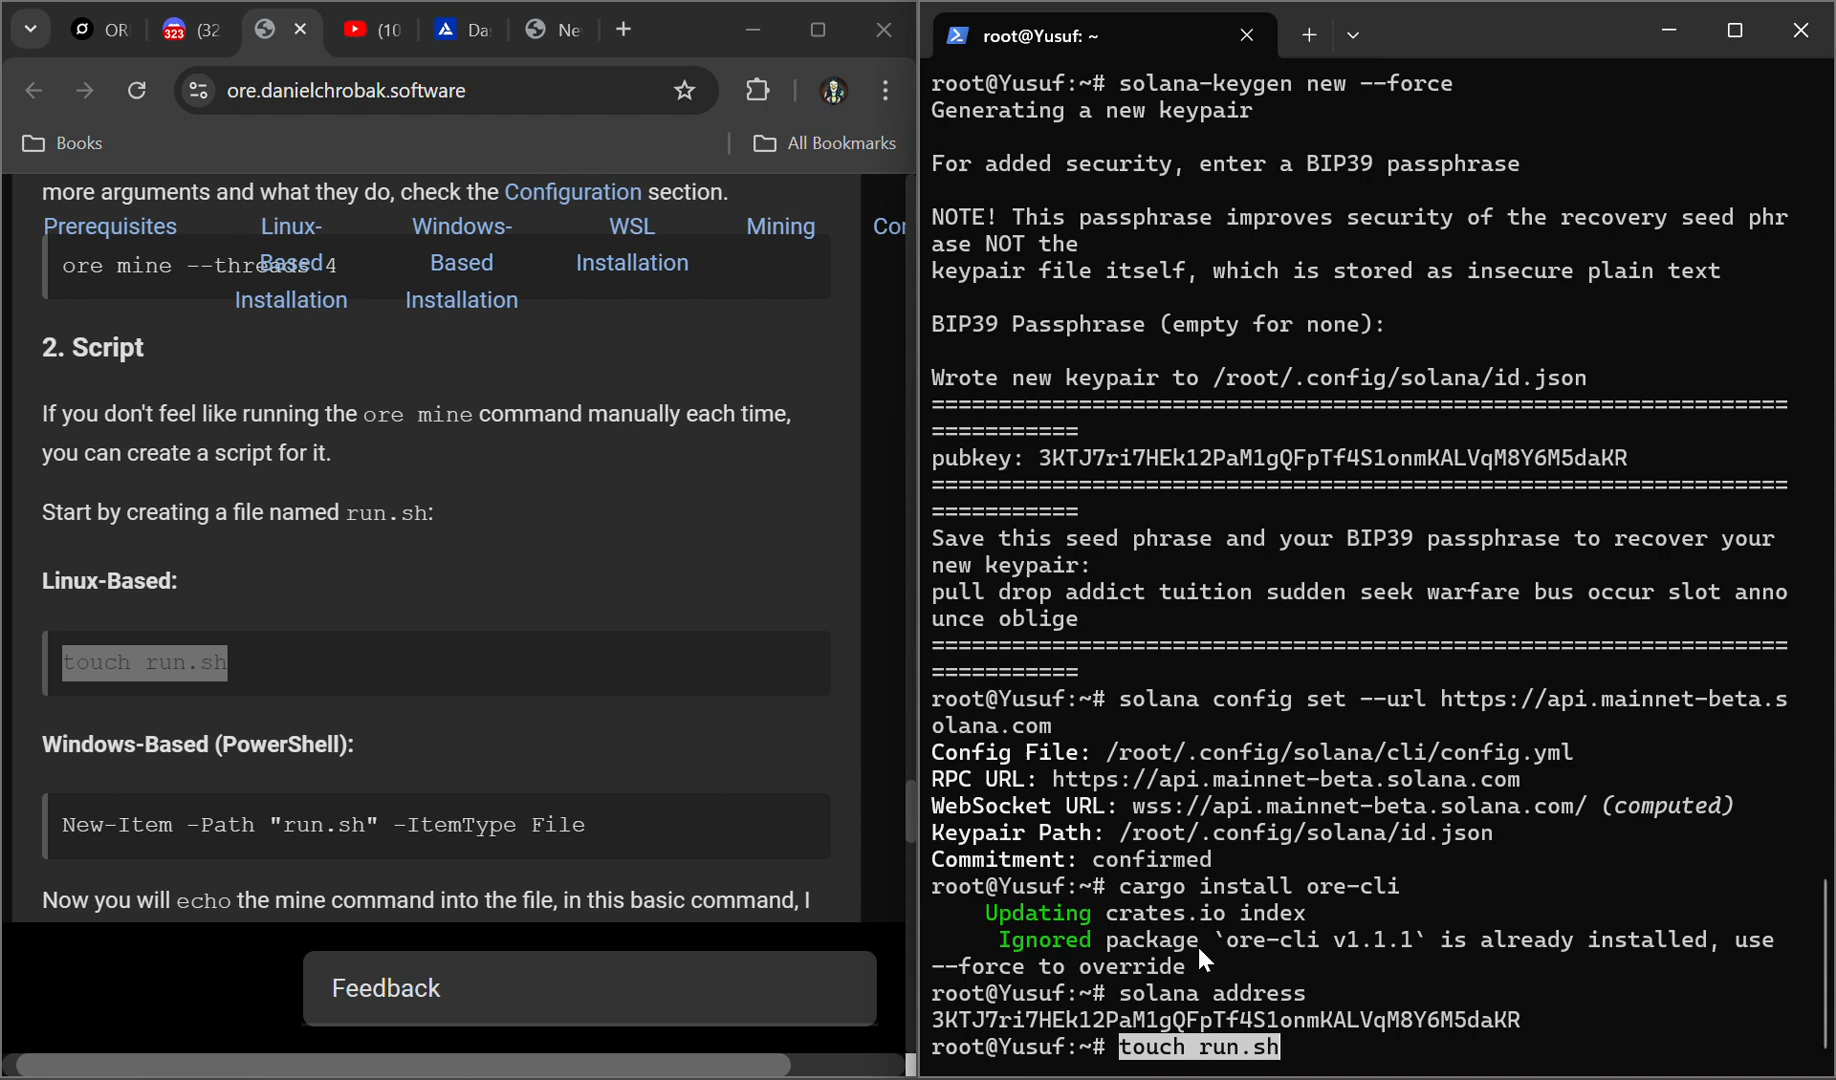 OR
323
(32
(10
Da
Ne
ore.danielchrobak.software
Books
All Bookmarks
more arguments and what they do, check the Configuration section.
Prerequisites
Linux-Based Installation
Windows-Based Installation
WSL Installation
Mining
Cor
ore mine --threads 4
2. Script
If you don't feel like running the ore mine command manually each time,
you can create a script for it.
Start by creating a file named run.sh:
Linux-Based:
touch run.sh
Windows-Based (PowerShell):
New-Item -Path "run.sh" -ItemType File
Now you will echo the mine command into the file, in this basic command, I
Feedback
root@Yusuf: ~
root@Yusuf:~# solana-keygen new --force
Generating a new keypair
For added security, enter a BIP39 passphrase
NOTE! This passphrase improves security of the recovery seed phr
ase NOT the
keypair file itself, which is stored as insecure plain text
BIP39 Passphrase (empty for none):
Wrote new keypair to /root/.config/solana/id.json
================================================================
===========
pubkey: 3KTJ7ri7HEk12PaM1gQFpTf4S1onmKALVqM8Y6M5daKR
================================================================
===========
Save this seed phrase and your BIP39 passphrase to recover your
new keypair:
pull drop addict tuition sudden seek warfare bus occur slot anno
unce oblige
================================================================
===========
root@Yusuf:~# solana config set --url https://api.mainnet-beta.s
olana.com
Config File: /root/.config/solana/cli/config.yml
RPC URL: https://api.mainnet-beta.solana.com
WebSocket URL: wss://api.mainnet-beta.solana.com/ (computed)
Keypair Path: /root/.config/solana/id.json
Commitment: confirmed
root@Yusuf:~# cargo install ore-cli
Updating crates.io index
Ignored package `ore-cli v1.1.1` is already installed, use
--force to override
root@Yusuf:~# solana address
3KTJ7ri7HEk12PaM1gQFpTf4S1onmKALVqM8Y6M5daKR
root@Yusuf:~# touch run.sh